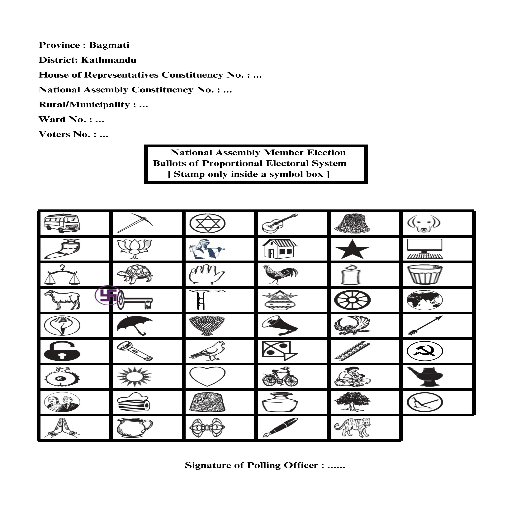 Province : Bagmati
District: Kathmandu
House of Representatives Constituency No. : ...
National Assembly Constituency No. : ...
Rural/Municipality : ...
Ward No. : ...
Voters No. : ...
National Assembly Member Election
Ballots of Proportional Electoral System
[ Stamp only inside a symbol box ]
Signature of Polling Officer : ......